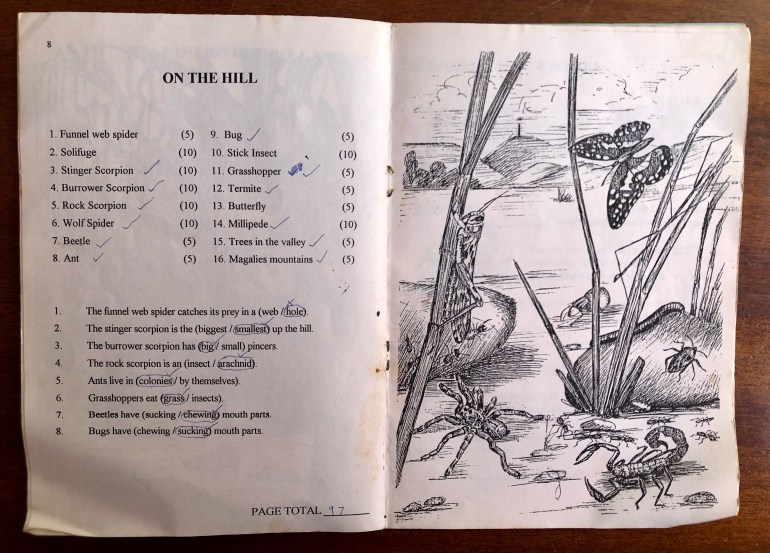 8
ON THE HILL
1. Funnel web spider (5) 9. Bug (5)
2. Solifuge (10) 10. Stick Insect (10)
3. Stinger Scorpion (10) 11. Grasshopper (5)
4. Burrower Scorpion (10) 12. Termite (5)
5. Rock Scorpion (10) 13. Butterfly (5)
6. Wolf Spider (10) 14. Millipede (10)
7. Beetle (5) 15. Trees in the valley (5)
8. Ant (5) 16. Magalies mountains (5)
1. The funnel web spider catches its prey in a (web / hole).
2. The stinger scorpion is the (biggest / smallest) up the hill.
3. The burrower scorpion has (big / small) pincers.
4. The rock scorpion is an (insect / arachnid).
5. Ants live in (colonies / by themselves).
6. Grasshoppers eat (grass / insects).
7. Beetles have (sucking / chewing) mouth parts.
8. Bugs have (chewing / sucking) mouth parts.
PAGE TOTAL 97